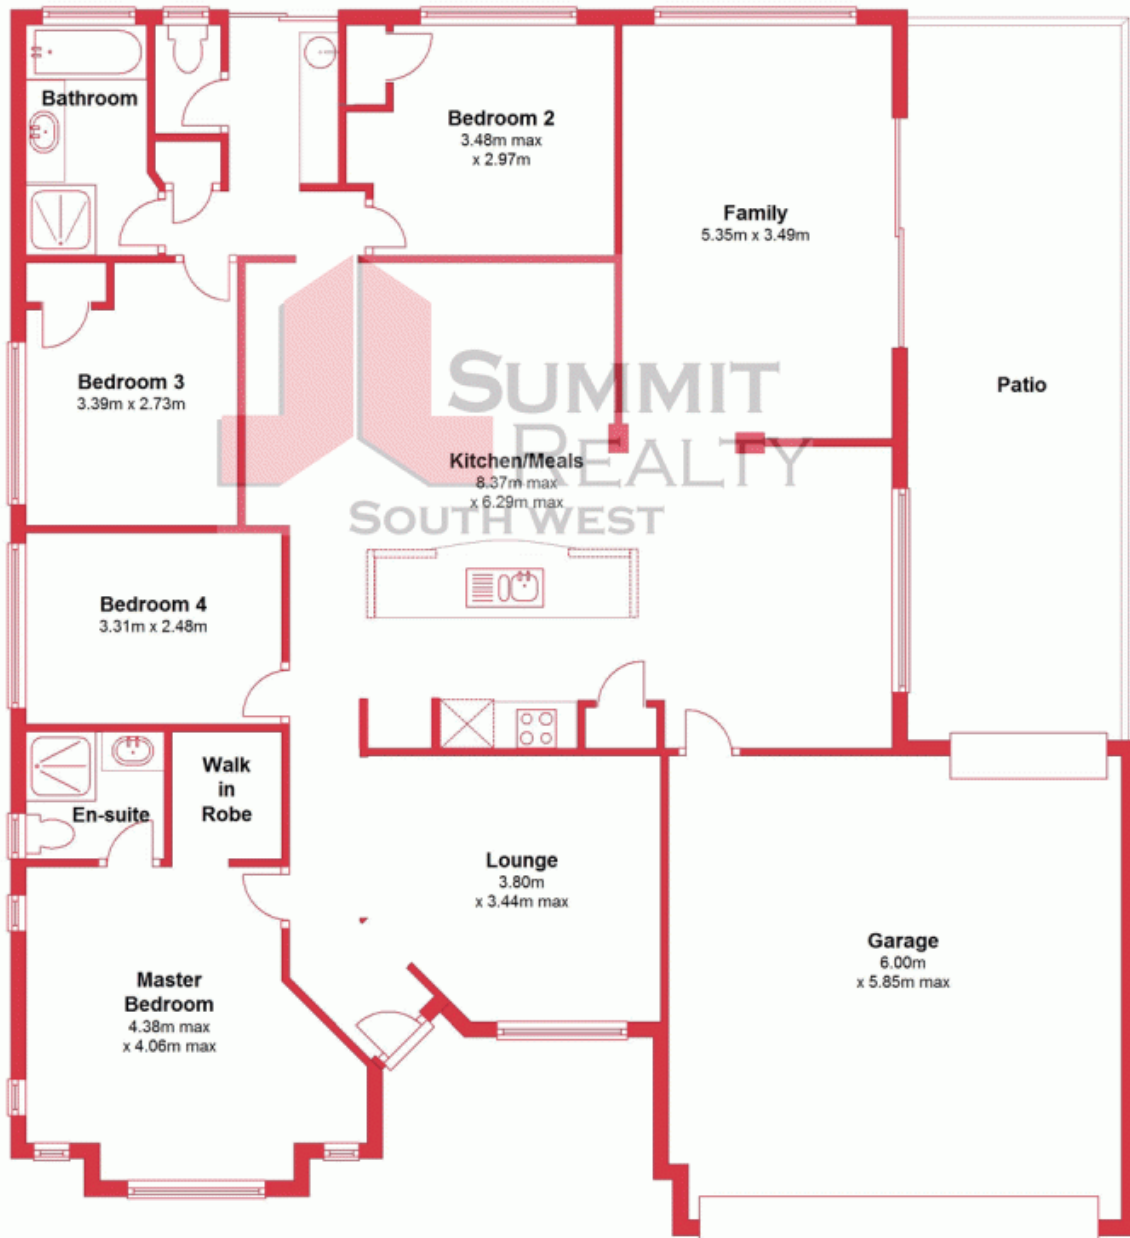 Bathroom
Bedroom 2
3.48m max
x 2.97m
Family
5.35m x 3.49m
Bedroom 3
3.39m x 2.73m
SUMMIT
REALTY
SOUTH WEST
Patio
Kitchen/Meals
8.37m max
x 6.29m max
Bedroom 4
3.31m x 2.48m
Walk
in
Robe
En-suite
Lounge
3.80m
x 3.44m max
Garage
6.00m
x 5.85m max
Master
Bedroom
4.38m max
x 4.06m max